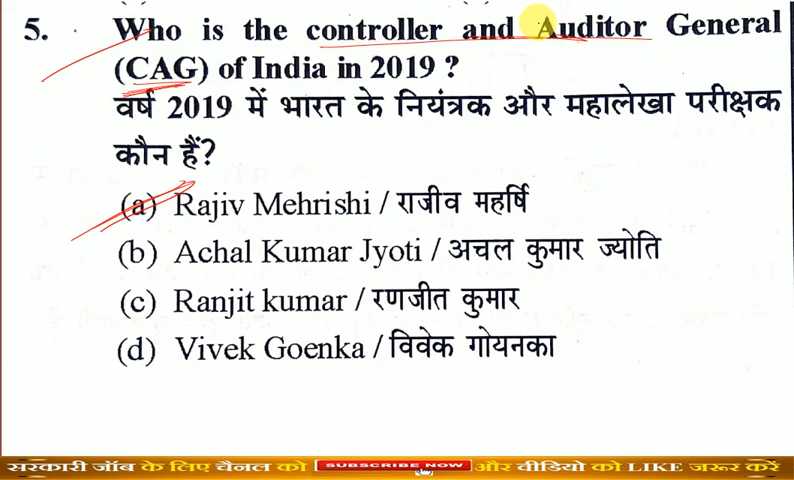 5. Who is the controller and Auditor General
(CAG) of India in 2019 ?
वर्ष 2019 में भारत के नियंत्रक और महालेखा परीक्षक
कौन हैं?
(a) Rajiv Mehrishi / राजीव महर्षि
(b) Achal Kumar Jyoti / अचल कुमार ज्योति
(c) Ranjit kumar / रणजीत कुमार
(d) Vivek Goenka / विवेक गोयनका
सरकारी जॉब के लिए चैनल को SUBSCRIBE NOW और वीडियो को LIKE जरूर करें